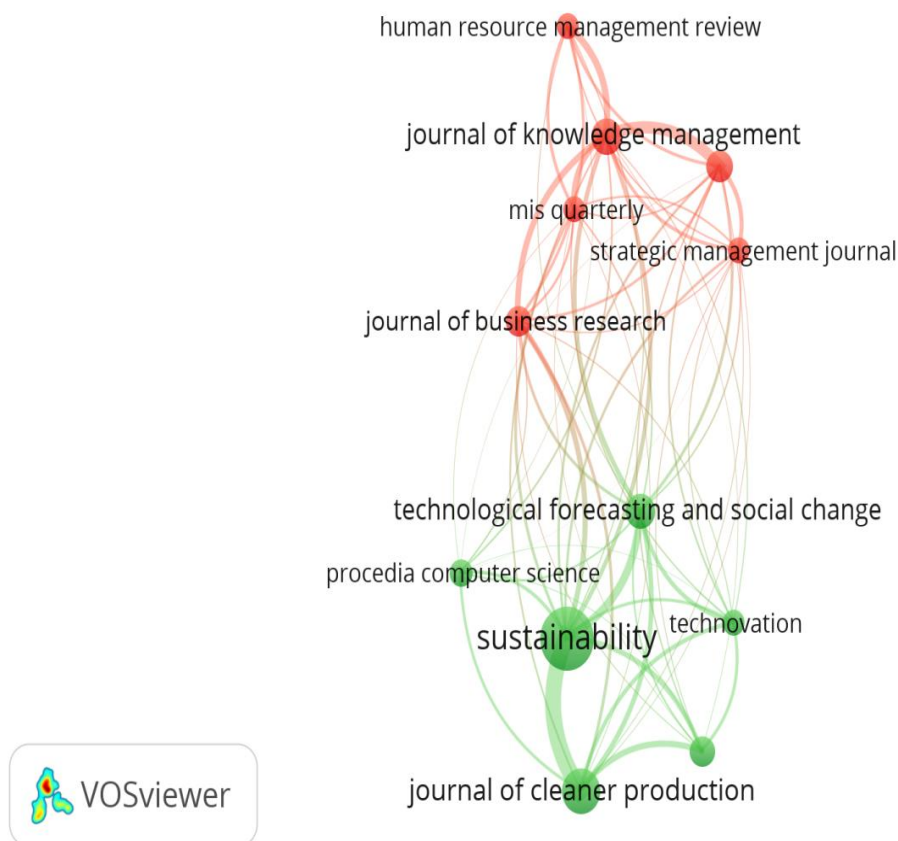 human resource management review
journal of knowledge management
mis quarterly
strategic management journal
journal of business research
technological forecasting and social change
procedia computer science
technovation
sustainability
journal of cleaner production
VOSviewer